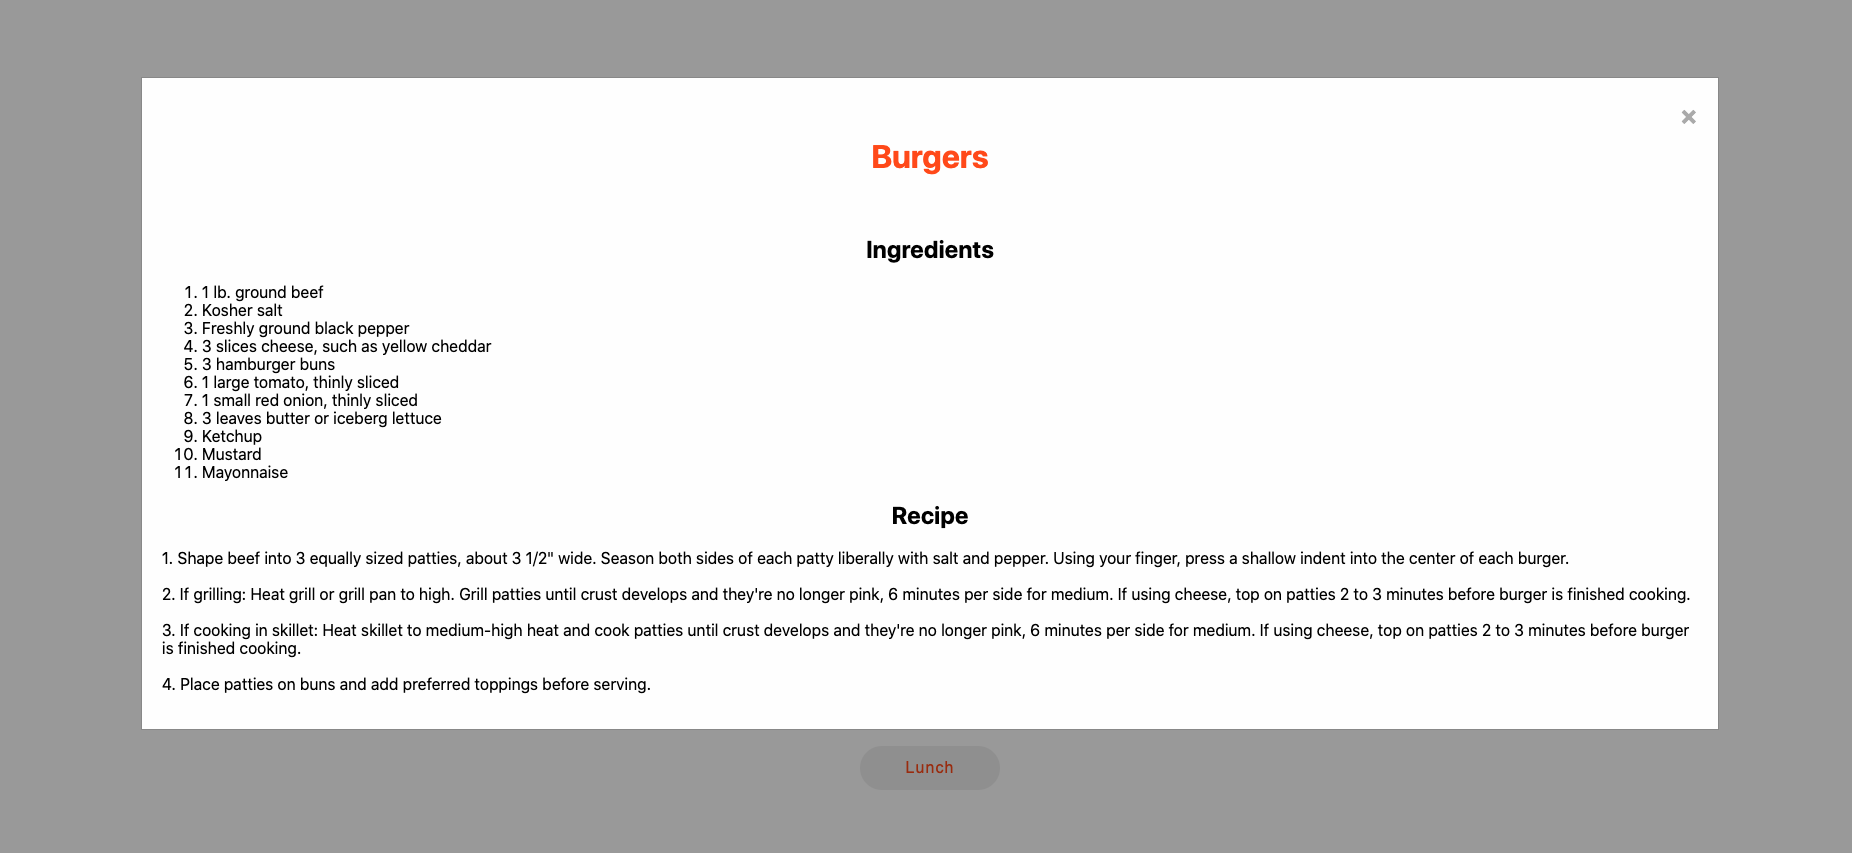 ×
Burgers
Ingredients
1. 1 lb. ground beef
2. Kosher salt
3. Freshly ground black pepper
4. 3 slices cheese, such as yellow cheddar
5. 3 hamburger buns
6. 1 large tomato, thinly sliced
7. 1 small red onion, thinly sliced
8. 3 leaves butter or iceberg lettuce
9. Ketchup
10. Mustard
11. Mayonnaise
Recipe
1. Shape beef into 3 equally sized patties, about 3 1/2" wide. Season both sides of each patty liberally with salt and pepper. Using your finger, press a shallow indent into the center of each burger.
2. If grilling: Heat grill or grill pan to high. Grill patties until crust develops and they're no longer pink, 6 minutes per side for medium. If using cheese, top on patties 2 to 3 minutes before burger is finished cooking.
3. If cooking in skillet: Heat skillet to medium-high heat and cook patties until crust develops and they're no longer pink, 6 minutes per side for medium. If using cheese, top on patties 2 to 3 minutes before burger
is finished cooking.
4. Place patties on buns and add preferred toppings before serving.
Lunch